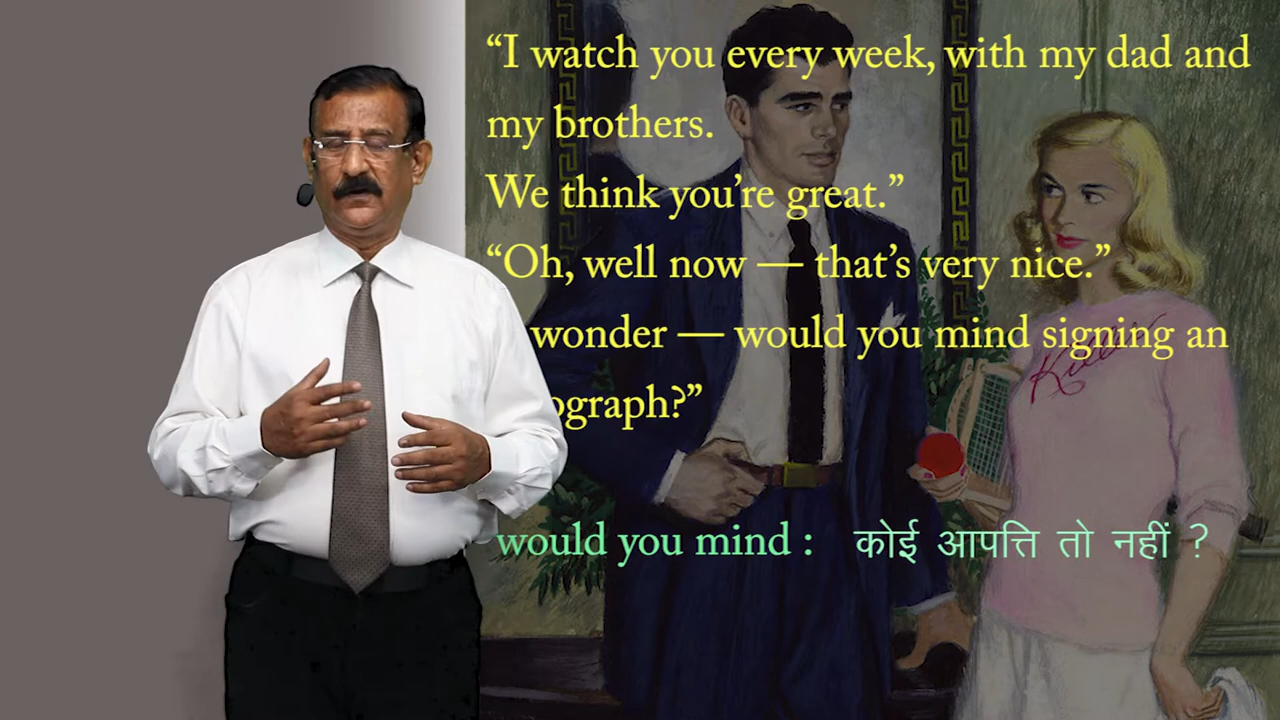 “I watch you every week, with my dad and
my brothers.
We think you’re great.”
“Oh, well now — that’s very nice.”
wonder — would you mind signing an
ograph?”
would you mind : कोई आपत्ति तो नहीं ?